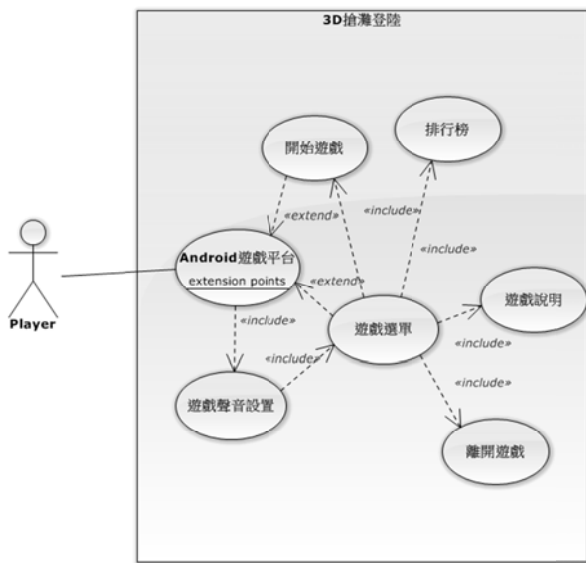 3D搶灘登陸
排行榜
開始遊戲
«extend»
«include»
«include»
Android遊戲平台
extension points
«extend»
遊戲說明
Player
«include»
遊戲選單
«include»
«include»
«include»
遊戲聲音設置
離開遊戲